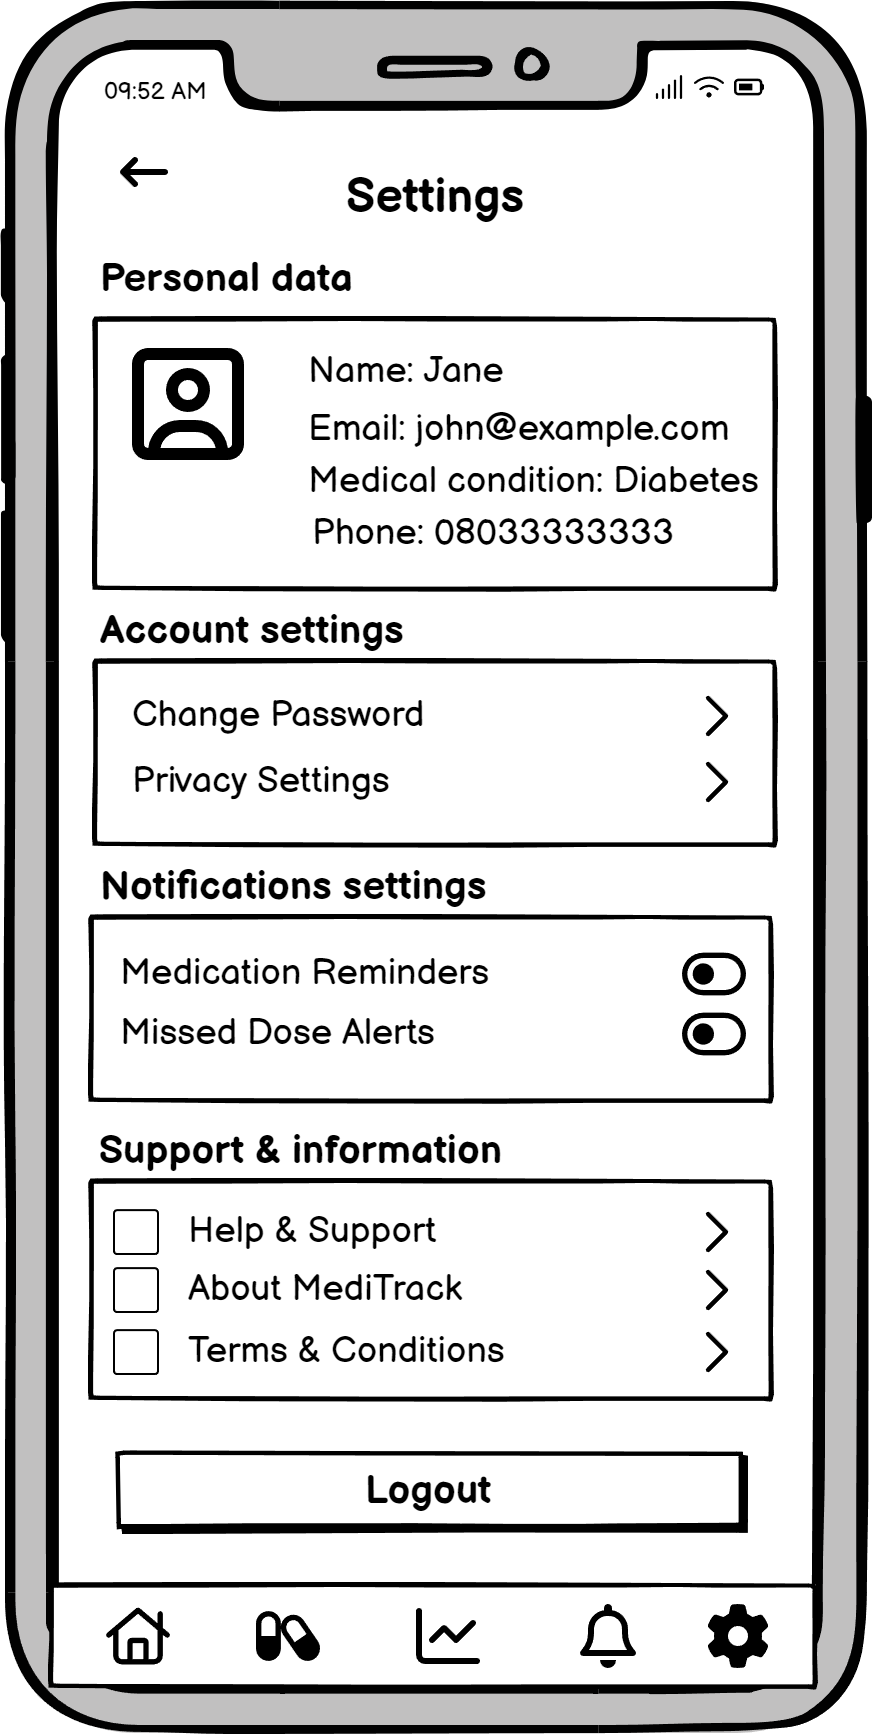 09:52 AM
Settings
Personal data
Name: Jane
Email: john@example.com
Medical condition: Diabetes
Phone: 08033333333
Account settings
Change Password
Privacy Settings
Notifications settings
Medication Reminders
Missed Dose Alerts
Support & information
Help & Support
About MediTrack
Terms & Conditions
Logout